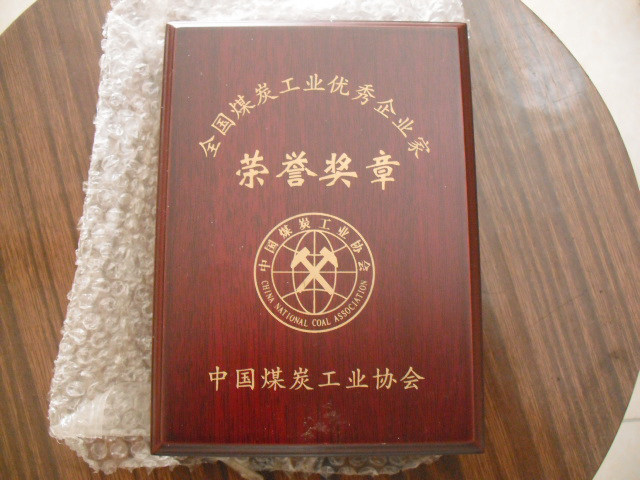 全国煤炭工业优秀企业家
荣誉奖章
中国煤炭工业协会
CHINA NATIONAL COAL ASSOCIATION
中国煤炭工业协会